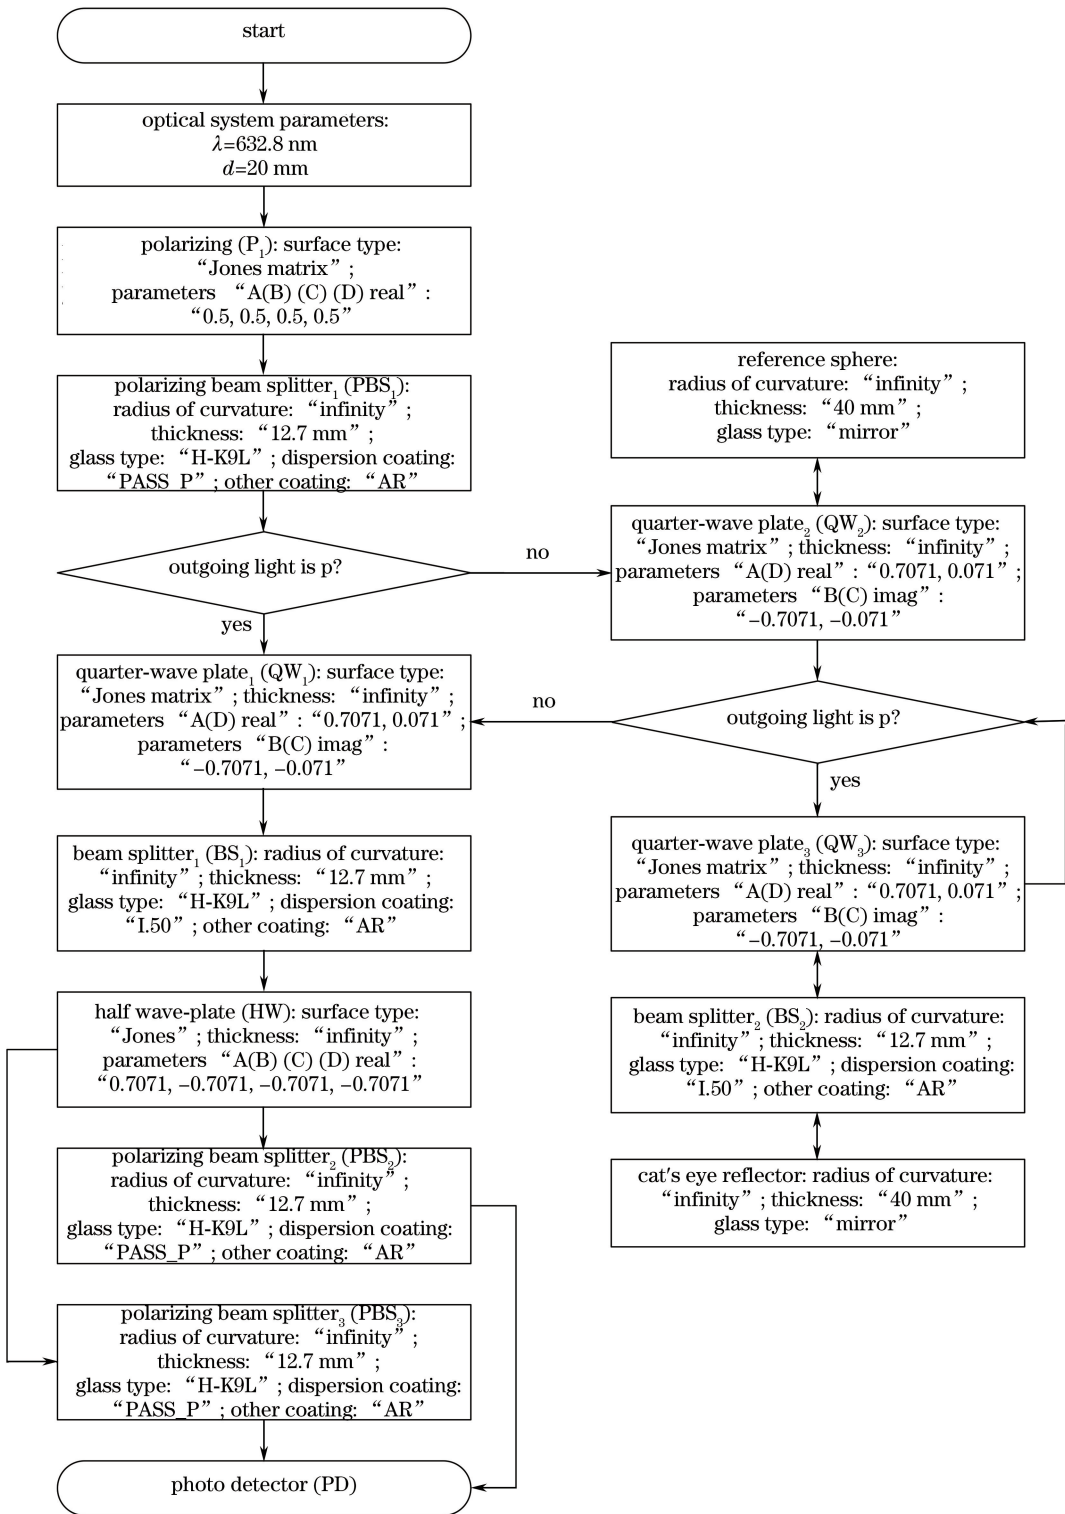 start
optical system parameters:
λ=632.8 nm
d=20 mm
polarizing (P₁): surface type:
“Jones matrix” ;
parameters “A(B) (C) (D) real” :
“0.5, 0.5, 0.5, 0.5”
polarizing beam splitter₁ (PBS₁):
radius of curvature: “infinity” ;
thickness: “12.7 mm” ;
glass type: “H-K9L” ; dispersion coating:
“PASS_P” ; other coating: “AR”
outgoing light is p?
no
yes
quarter-wave plate₁ (QW₁): surface type:
“Jones matrix” ; thickness: “infinity” ;
parameters “A(D) real” : “0.7071, 0.071” ;
parameters “B(C) imag” :
“−0.7071, −0.071”
beam splitter₁ (BS₁): radius of curvature:
“infinity” ; thickness: “12.7 mm” ;
glass type: “H-K9L” ; dispersion coating:
“I.50” ; other coating: “AR”
half wave-plate (HW): surface type:
“Jones” ; thickness: “infinity” ;
parameters “A(B) (C) (D) real” :
“0.7071, −0.7071, −0.7071, −0.7071”
polarizing beam splitter₂ (PBS₂):
radius of curvature: “infinity” ;
thickness: “12.7 mm” ;
glass type: “H-K9L” ; dispersion coating:
“PASS_P” ; other coating: “AR”
polarizing beam splitter₃ (PBS₃):
radius of curvature: “infinity” ;
thickness: “12.7 mm” ;
glass type: “H-K9L” ; dispersion coating:
“PASS_P” ; other coating: “AR”
photo detector (PD)
reference sphere:
radius of curvature: “infinity” ;
thickness: “40 mm” ;
glass type: “mirror”
quarter-wave plate₂ (QW₂): surface type:
“Jones matrix” ; thickness: “infinity” ;
parameters “A(D) real” : “0.7071, 0.071” ;
parameters “B(C) imag” :
“−0.7071, −0.071”
outgoing light is p?
no
yes
quarter-wave plate₃ (QW₃): surface type:
“Jones matrix” ; thickness: “infinity” ;
parameters “A(D) real” : “0.7071, 0.071” ;
parameters “B(C) imag” :
“−0.7071, −0.071”
beam splitter₂ (BS₂): radius of curvature:
“infinity” ; thickness: “12.7 mm” ;
glass type: “H-K9L” ; dispersion coating:
“I.50” ; other coating: “AR”
cat's eye reflector: radius of curvature:
“infinity” ; thickness: “40 mm” ;
glass type: “mirror”